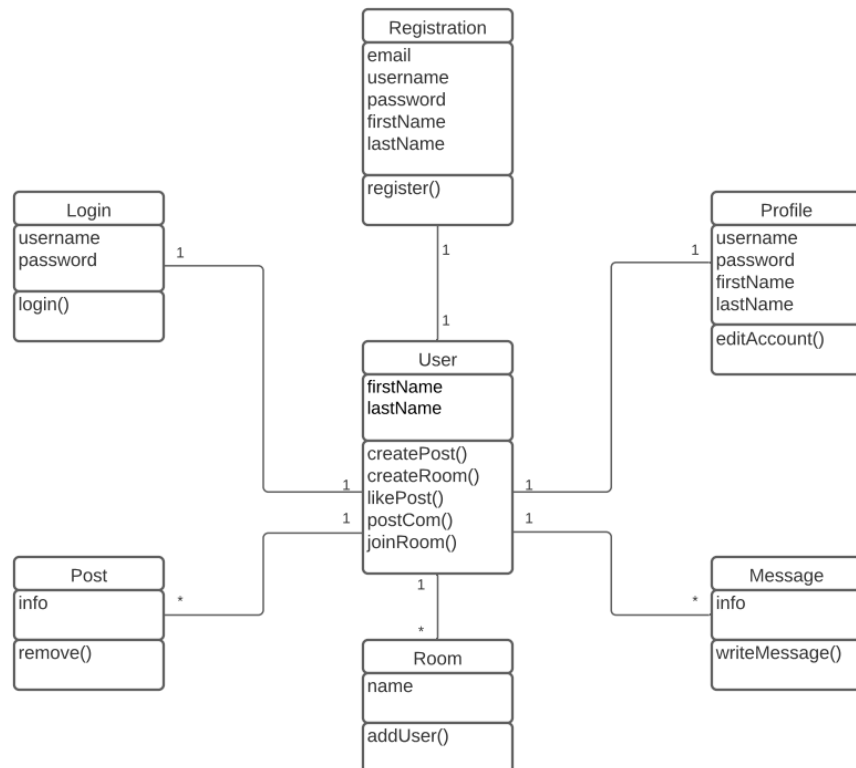 Registration
email
username
password
firstName
lastName
register()
Login
username
password
login()
1
1
1
Profile
username
password
firstName
lastName
editAccount()
1
User
firstName
lastName
createPost()
createRoom()
likePost()
postCom()
joinRoom()
1
1
1
1
1
Post
info
remove()
*
*
Room
name
addUser()
Message
info
writeMessage()
*